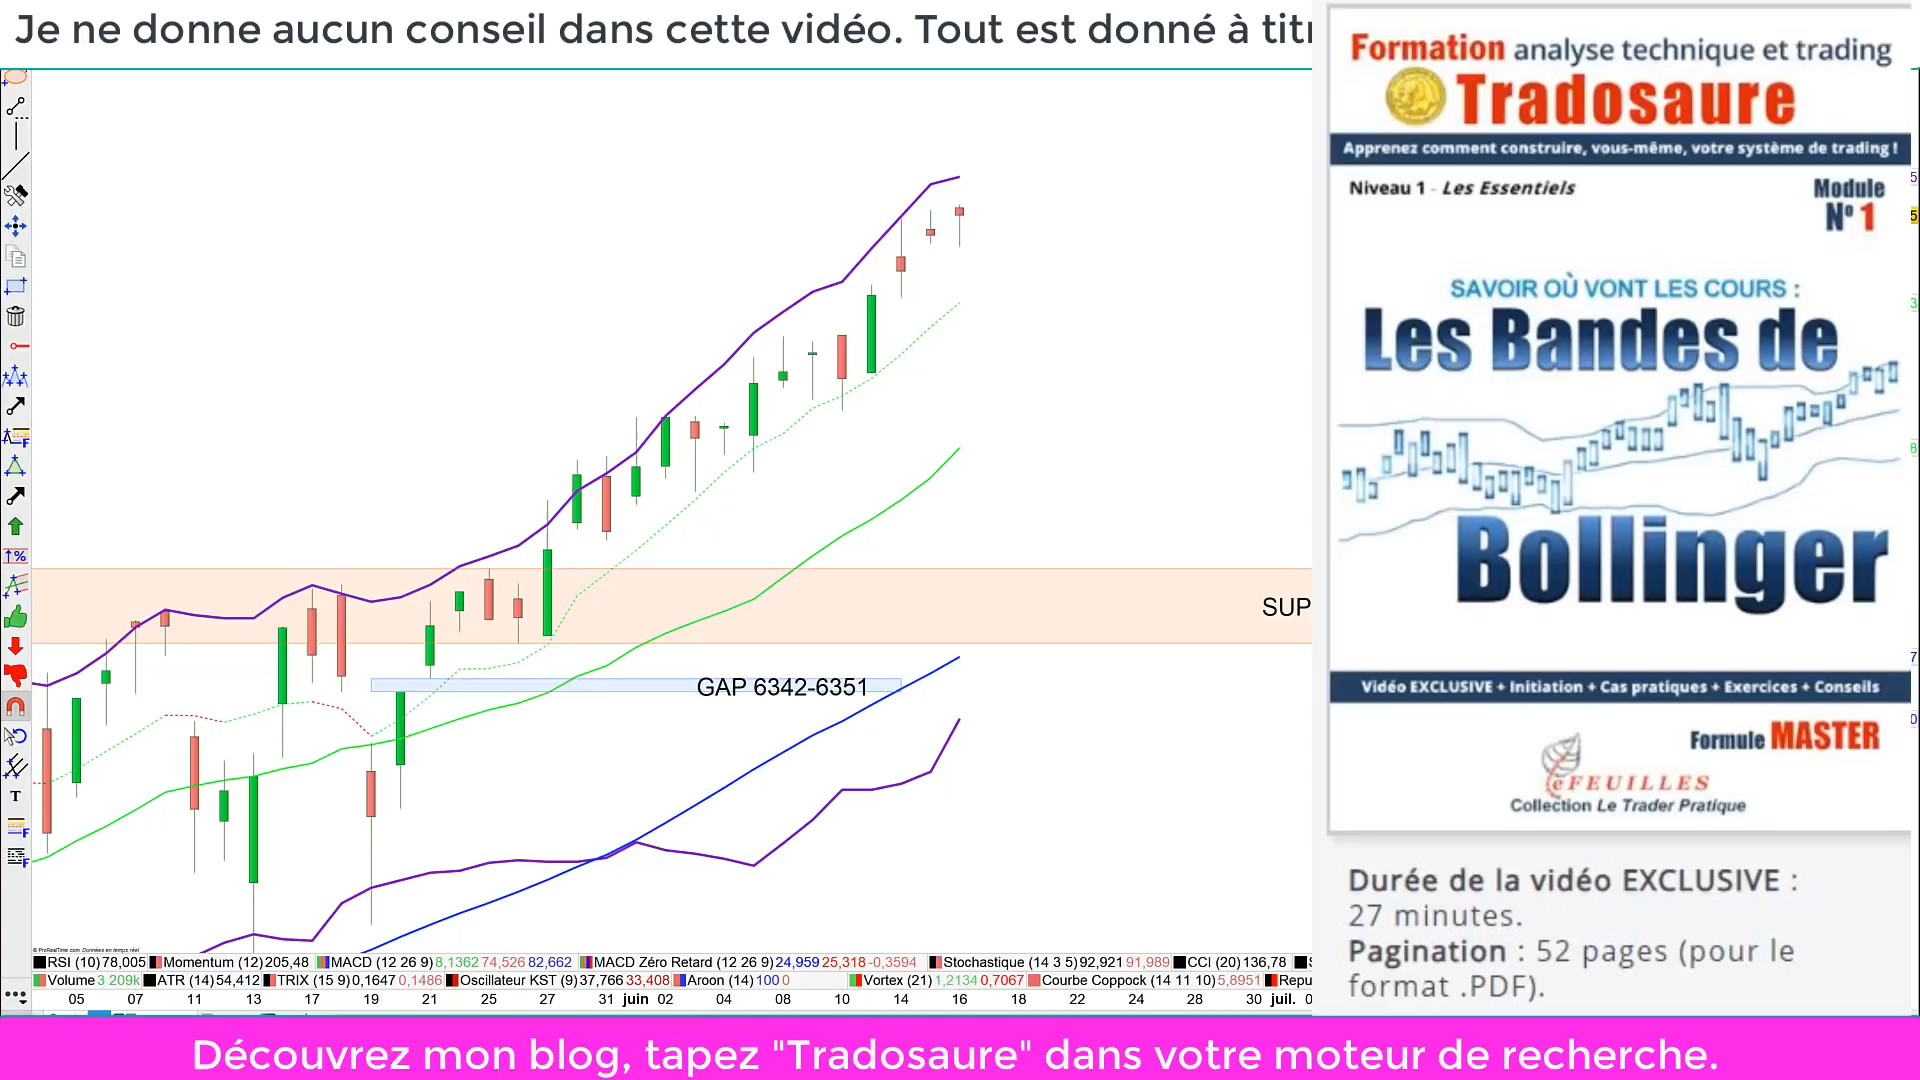 Je ne donne aucun conseil dans cette vidéo. Tout est donné à titr
Formation analyse technique et trading
Tradosaure
Apprenez comment construire, vous-même, votre système de trading !
Niveau 1 - Les Essentiels
Module
N° 1
SAVOIR OÙ VONT LES COURS :
Les Bandes de
Bollinger
SUP
GAP 6342-6351
Vidéo EXCLUSIVE + Initiation + Cas pratiques + Exercices + Conseils
Formule MASTER
eFEUILLES
Collection Le Trader Pratique
Durée de la vidéo EXCLUSIVE :
27 minutes.
Pagination : 52 pages (pour le
format .PDF).
© ProRealTime.com Données en temps réel
RSI (10) 78,005 Momentum (12) 205,48 MACD (12 26 9) 8,1362 74,526 82,662 MACD Zéro Retard (12 26 9) 24,959 25,318 -0,3594 Stochastique (14 3 5) 92,921 91,989 CCI (20) 136,78 S
Volume 3 209k ATR (14) 54,412 TRIX (15 9) 0,1647 0,1486 Oscillateur KST (9) 37,766 33,408 Aroon (14) 100 0 Vortex (21) 1,2134 0,7067 Courbe Coppock (14 11 10) 5,8951 Repu
05 07 11 13 17 19 21 25 27 31 juin 02 04 08 10 14 16 18 22 24 28 30 juil. 0
Découvrez mon blog, tapez "Tradosaure" dans votre moteur de recherche.